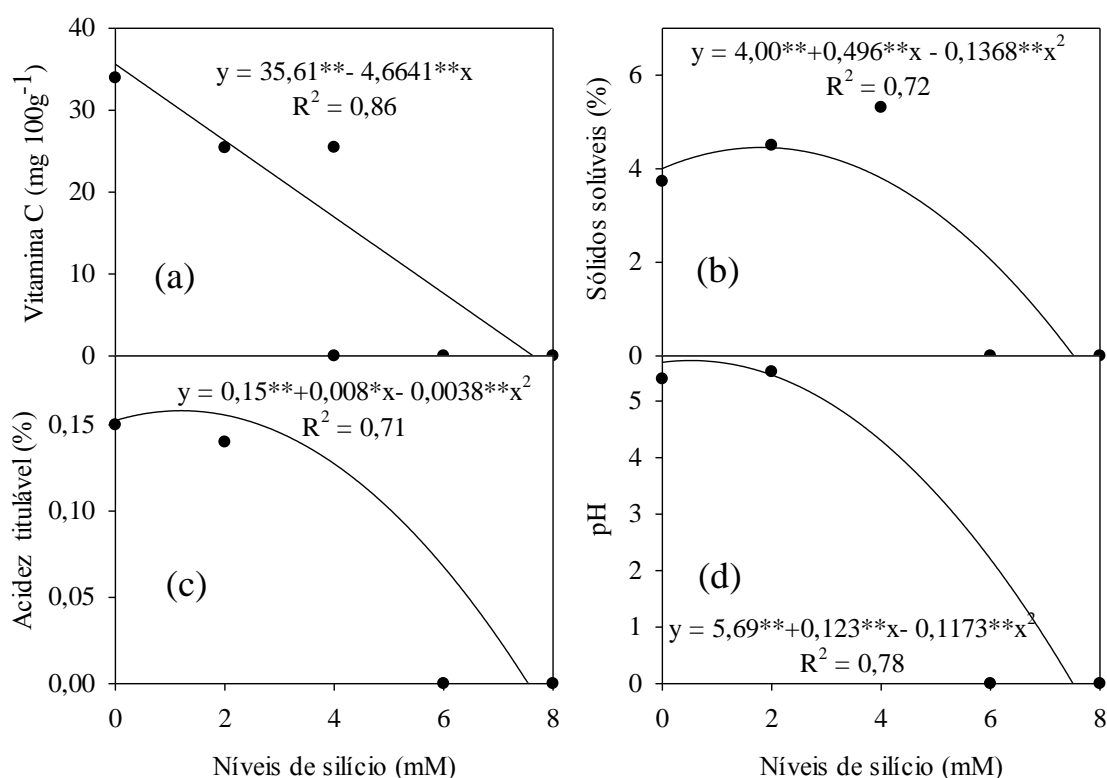 40
30
20
10
0
Vitamina C (mg 100g⁻¹)
y = 35,61**- 4,6641**x
R² = 0,86
(a)
6
4
2
0
Sólidos solúveis (%)
y = 4,00**+0,496**x - 0,1368**x²
R² = 0,72
(b)
0,15
0,10
0,05
0,00
Acidez titulável (%)
y = 0,15**+0,008*x- 0,0038**x²
R² = 0,71
(c)
0 2 4 6 8
Níveis de silício (mM)
5
4
3
2
1
0
pH
(d)
y = 5,69**+0,123**x- 0,1173**x²
R² = 0,78
0 2 4 6 8
Níveis de silício (mM)